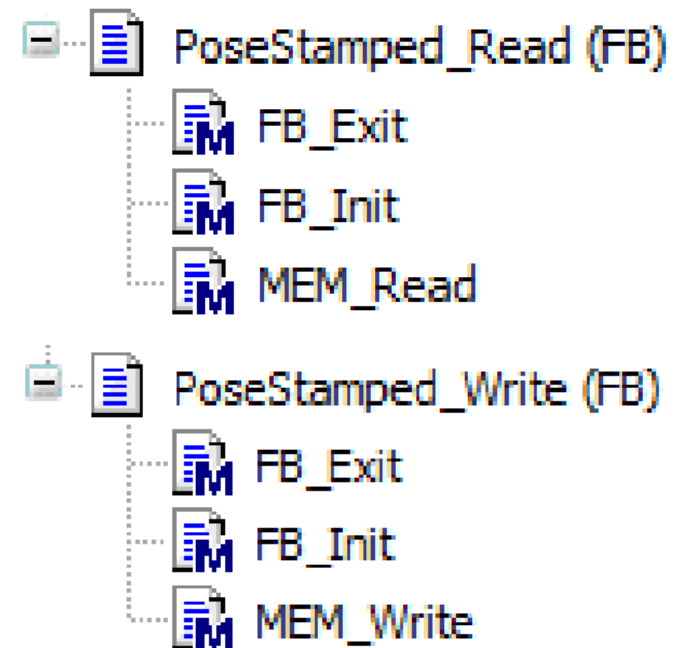 PoseStamped_Read (FB)
FB_Exit
FB_Init
MEM_Read
PoseStamped_Write (FB)
FB_Exit
FB_Init
MEM_Write